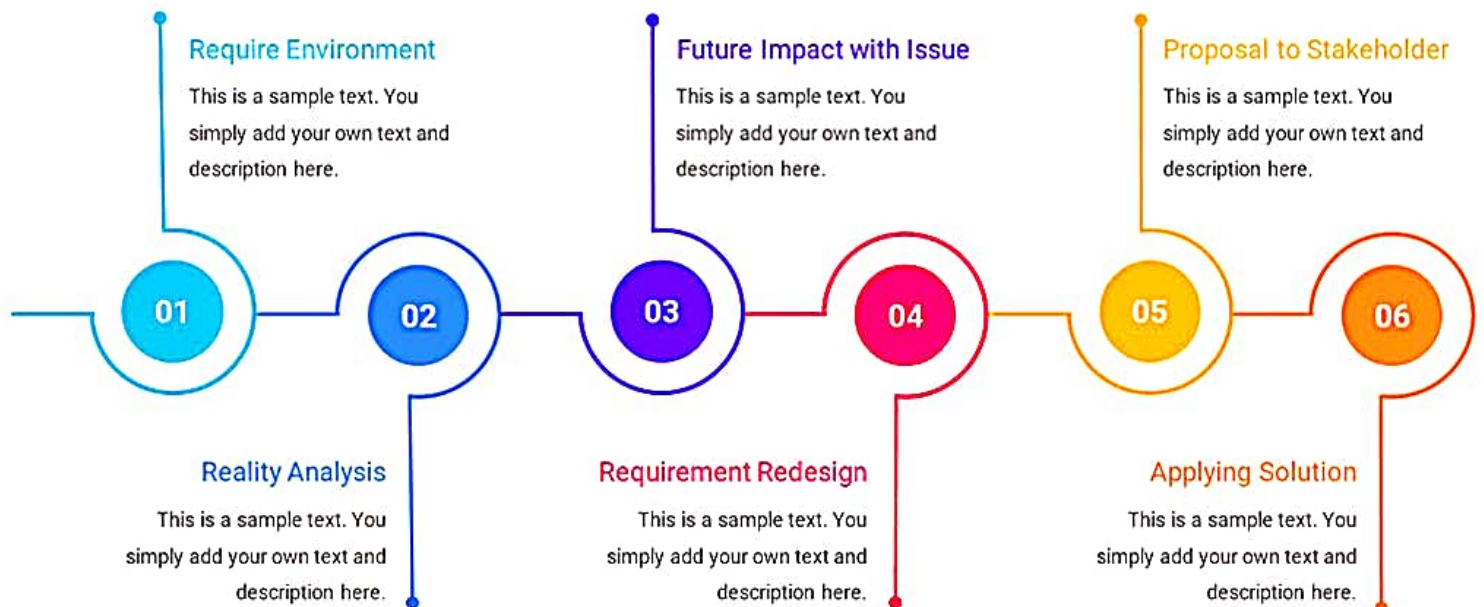 Require Environment
This is a sample text. You
simply add your own text and
description here.
Future Impact with Issue
This is a sample text. You
simply add your own text and
description here.
Proposal to Stakeholder
This is a sample text. You
simply add your own text and
description here.
01
02
03
04
05
06
Reality Analysis
This is a sample text. You
simply add your own text and
description here.
Requirement Redesign
This is a sample text. You
simply add your own text and
description here.
Applying Solution
This is a sample text. You
simply add your own text and
description here.